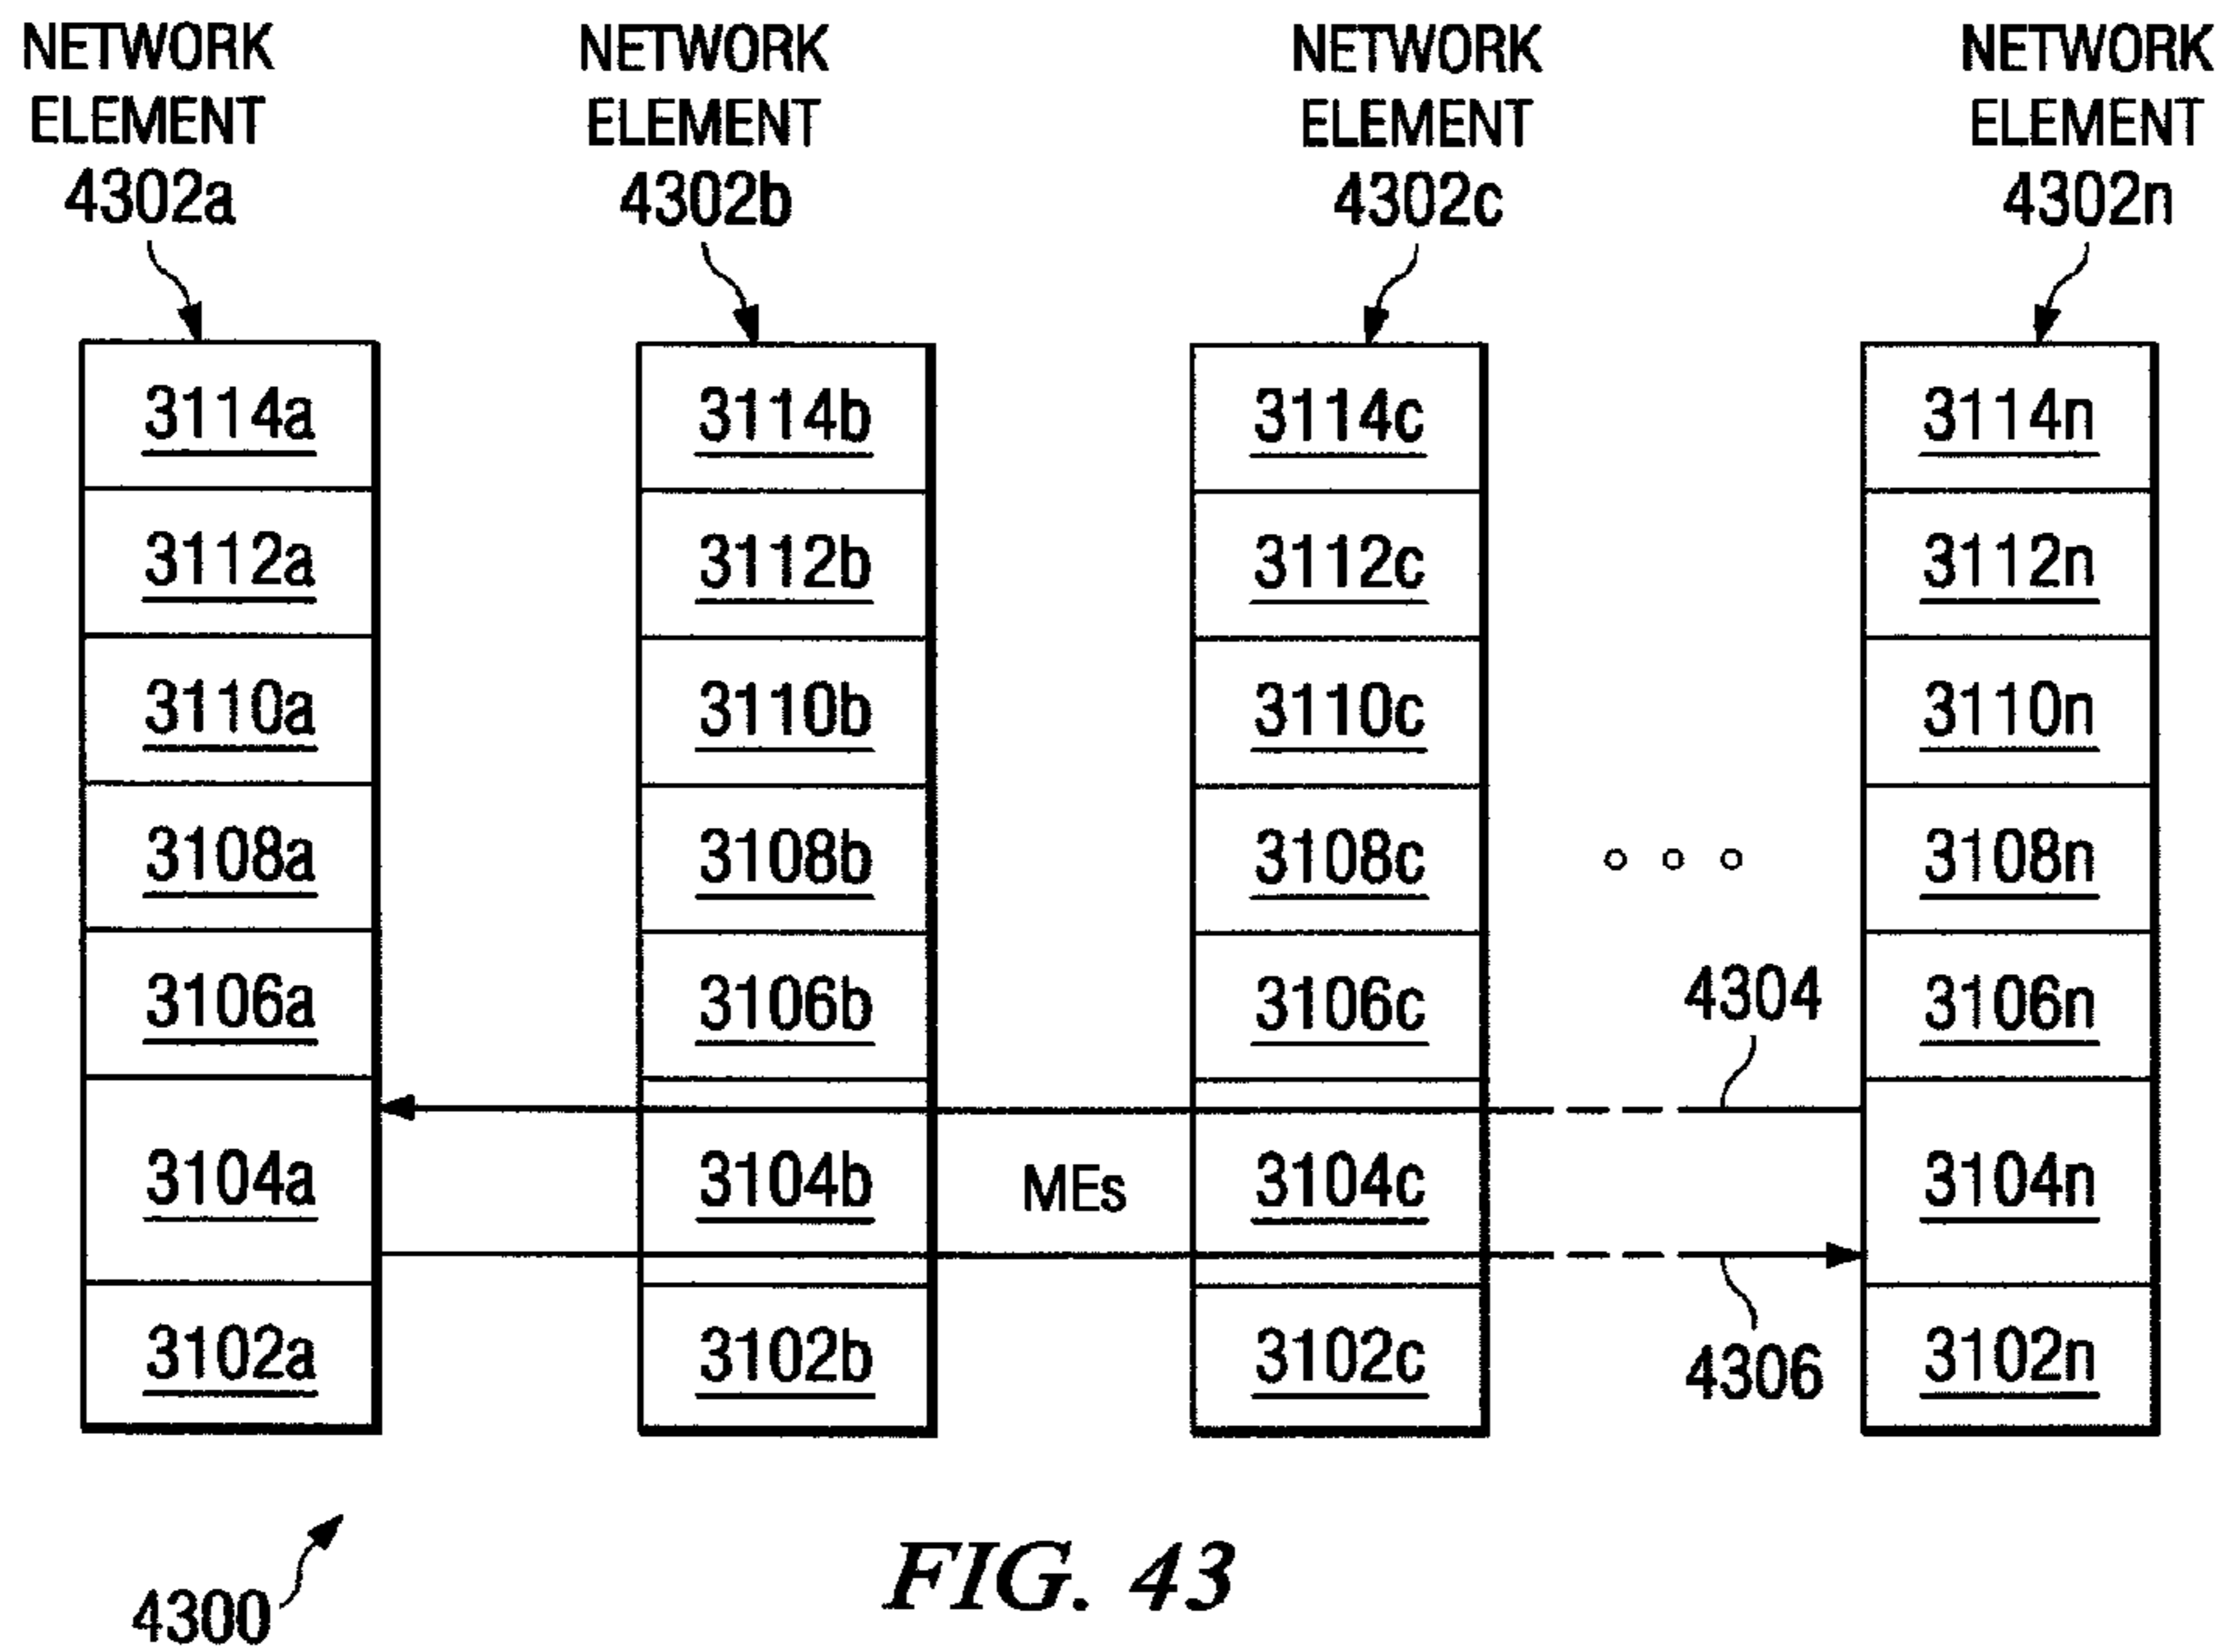 NETWORK ELEMENT 4302a
NETWORK ELEMENT 4302b
NETWORK ELEMENT 4302c
NETWORK ELEMENT 4302n
3114a 3114b 3114c 3114n
3112a 3112b 3112c 3112n
3110a 3110b 3110c 3110n
3108a 3108b 3108c 3108n
3106a 3106b 3106c 3106n
4304
3104a 3104b MEs 3104c 3104n
3102a 3102b 3102c 3102n
4306
4300
FIG. 43